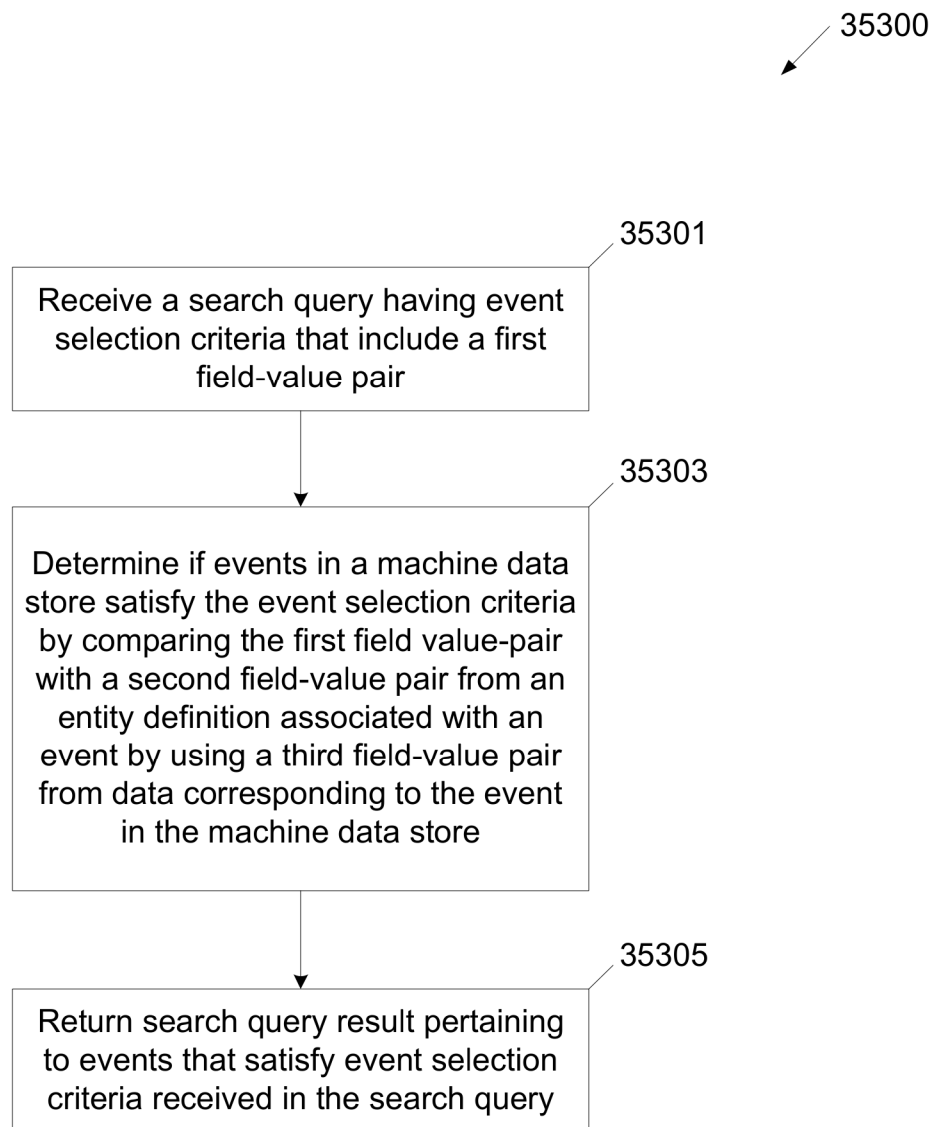 35300
35301
Receive a search query having event
selection criteria that include a first
field-value pair
35303
Determine if events in a machine data
store satisfy the event selection criteria
by comparing the first field value-pair
with a second field-value pair from an
entity definition associated with an
event by using a third field-value pair
from data corresponding to the event
in the machine data store
35305
Return search query result pertaining
to events that satisfy event selection
criteria received in the search query